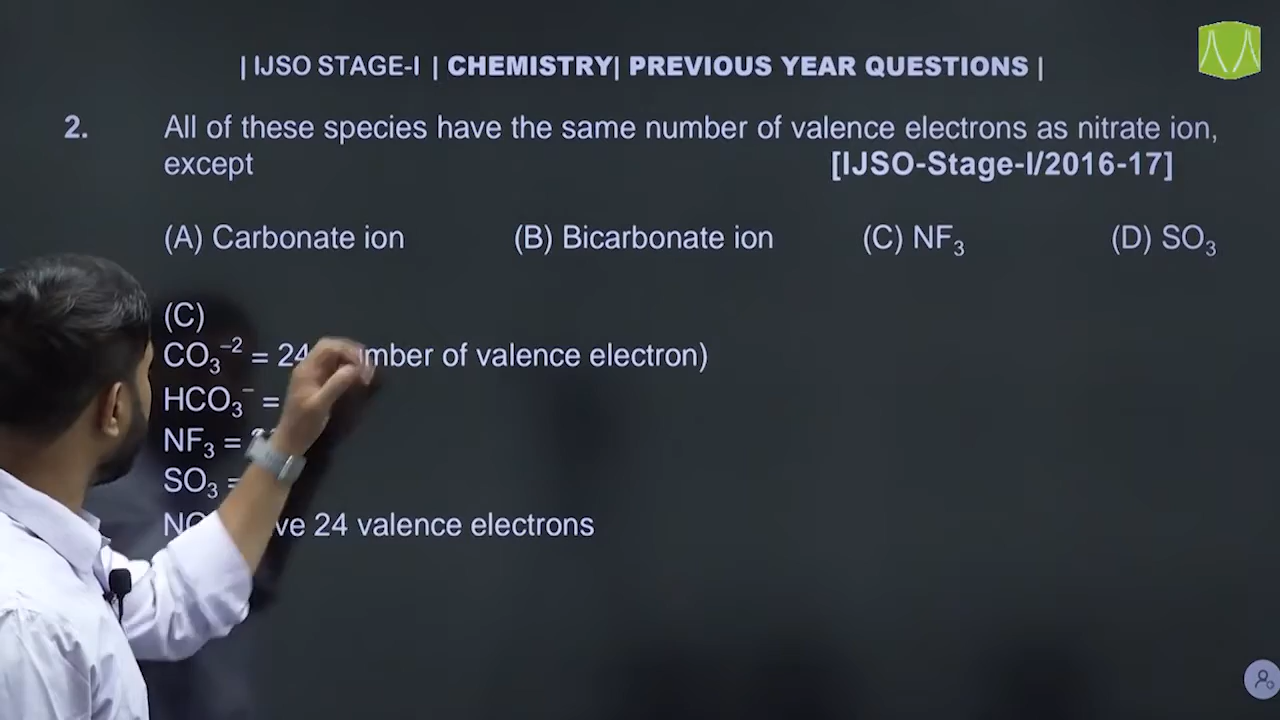 | IJSO STAGE-I | CHEMISTRY| PREVIOUS YEAR QUESTIONS |
2. All of these species have the same number of valence electrons as nitrate ion,
except [IJSO-Stage-I/2016-17]
(A) Carbonate ion (B) Bicarbonate ion (C) NF₃ (D) SO₃
(C)
CO₃⁻² = 24 of valence electron)
HCO₃⁻ =
NF₃ =
SO₃ =
24 valence electrons